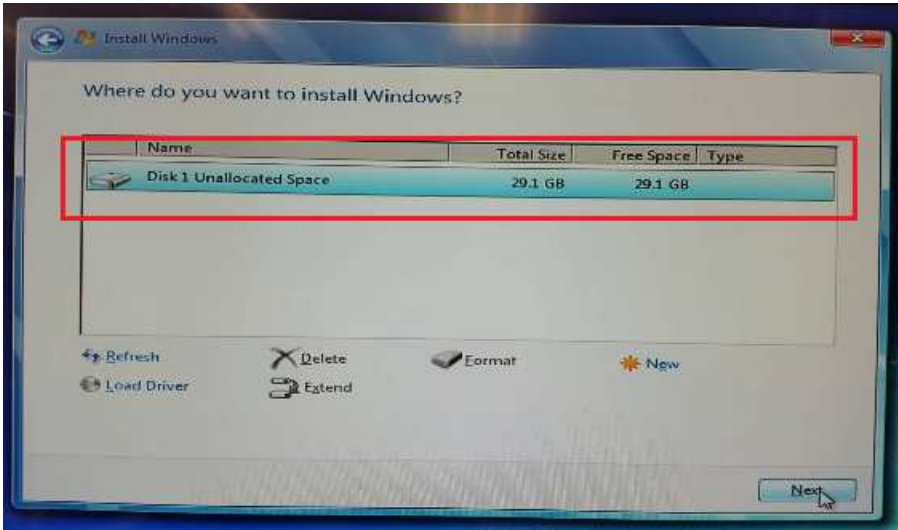 Install Windows
Where do you want to install Windows?
Name Total Size Free Space Type
Disk 1 Unallocated Space 29.1 GB 29.1 GB
Refresh Delete Format New
Load Driver Extend
Next